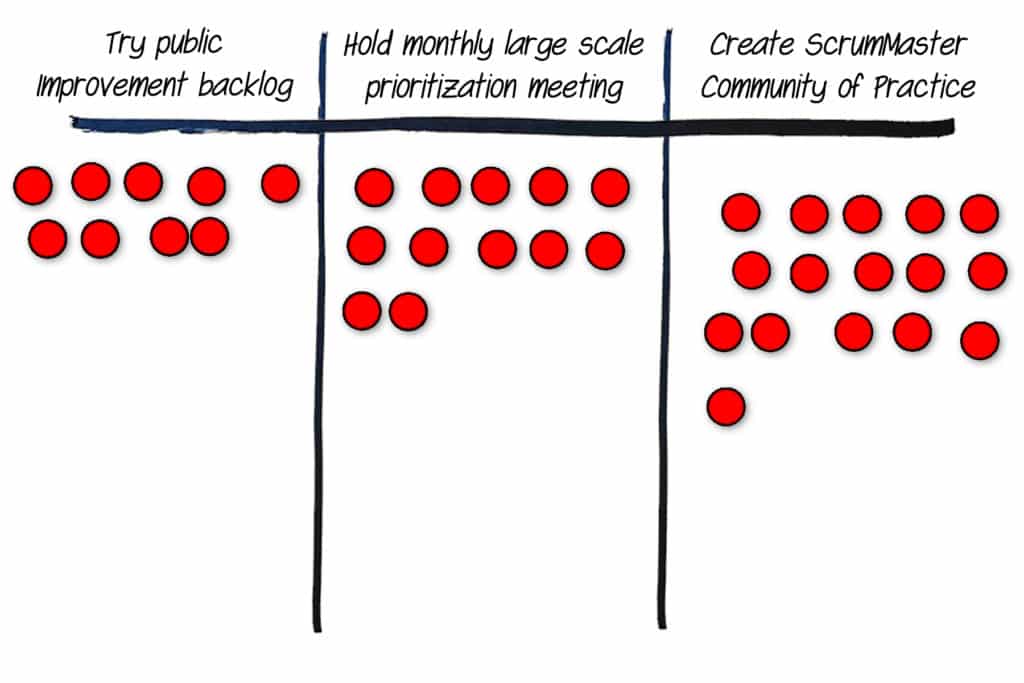 Try public
Improvement backlog
Hold monthly large scale
prioritization meeting
Create ScrumMaster
Community of Practice